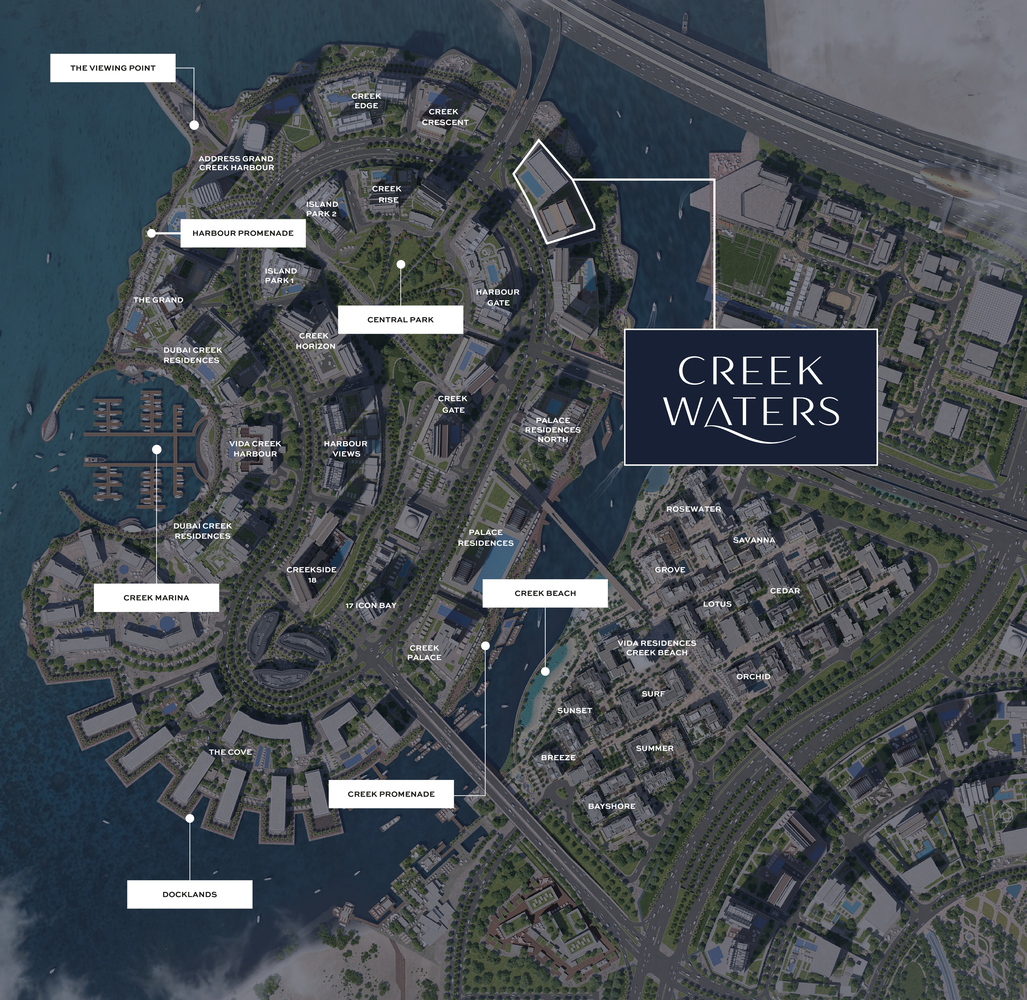 THE VIEWING POINT
CREEK
EDGE
CREEK
CRESCENT
ADDRESS GRAND
CREEK HARBOUR
CREEK
RISE
ISLAND
PARK 2
HARBOUR PROMENADE
ISLAND
PARK 1
THE GRAND
HARBOUR
GATE
CENTRAL PARK
CREEK
HORIZON
DUBAI CREEK
RESIDENCES
CREEK
WATERS
CREEK
GATE
PALACE
RESIDENCES
NORTH
VIDA CREEK
HARBOUR
HARBOUR
VIEWS
ROSEWATER
DUBAI CREEK
RESIDENCES
PALACE
RESIDENCES
SAVANNA
CREEKSIDE
18
GROVE
CREEK MARINA
CREEK BEACH
CEDAR
LOTUS
17 ICON BAY
CREEK
PALACE
VIDA RESIDENCES
CREEK BEACH
ORCHID
SURF
SUNSET
THE COVE
SUMMER
BREEZE
CREEK PROMENADE
BAYSHORE
DOCKLANDS